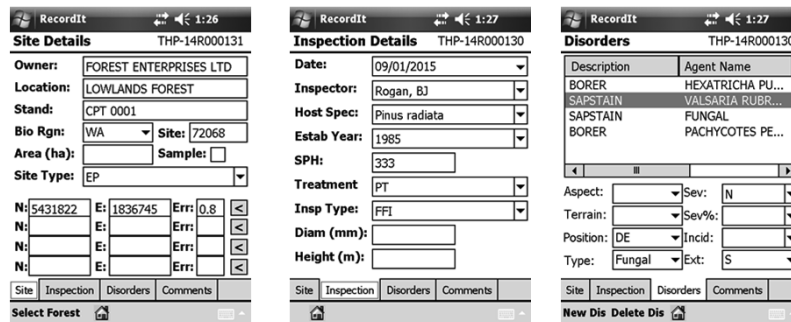 RecordIt 1:26
Site Details THP-14R000131
Owner: FOREST ENTERPRISES LTD
Location: LOWLANDS FOREST
Stand: CPT 0001
Bio Rgn: WA Site: 72068
Area (ha): Sample:
Site Type: EP
N: 5431822 E: 1836745 Err: 0.8 <
N: E: Err: <
N: E: Err: <
N: E: Err: <
Site Inspection Disorders Comments
Select Forest
RecordIt 1:27
Inspection Details THP-14R000130
Date: 09/01/2015
Inspector: Rogan, BJ
Host Spec: Pinus radiata
Estab Year: 1985
SPH: 333
Treatment PT
Insp Type: FFI
Diam (mm):
Height (m):
Site Inspection Disorders Comments
RecordIt 1:27
Disorders THP-14R000130
Description Agent Name
BORER HEXATRICHA PU...
SAPSTAIN VALSARIA RUBR...
SAPSTAIN FUNGAL
BORER PACHYCOTES PE...
Aspect: Sev: N
Terrain: Sev%:
Position: DE Incid:
Type: Fungal Ext: S
Site Inspection Disorders Comments
New Dis Delete Dis